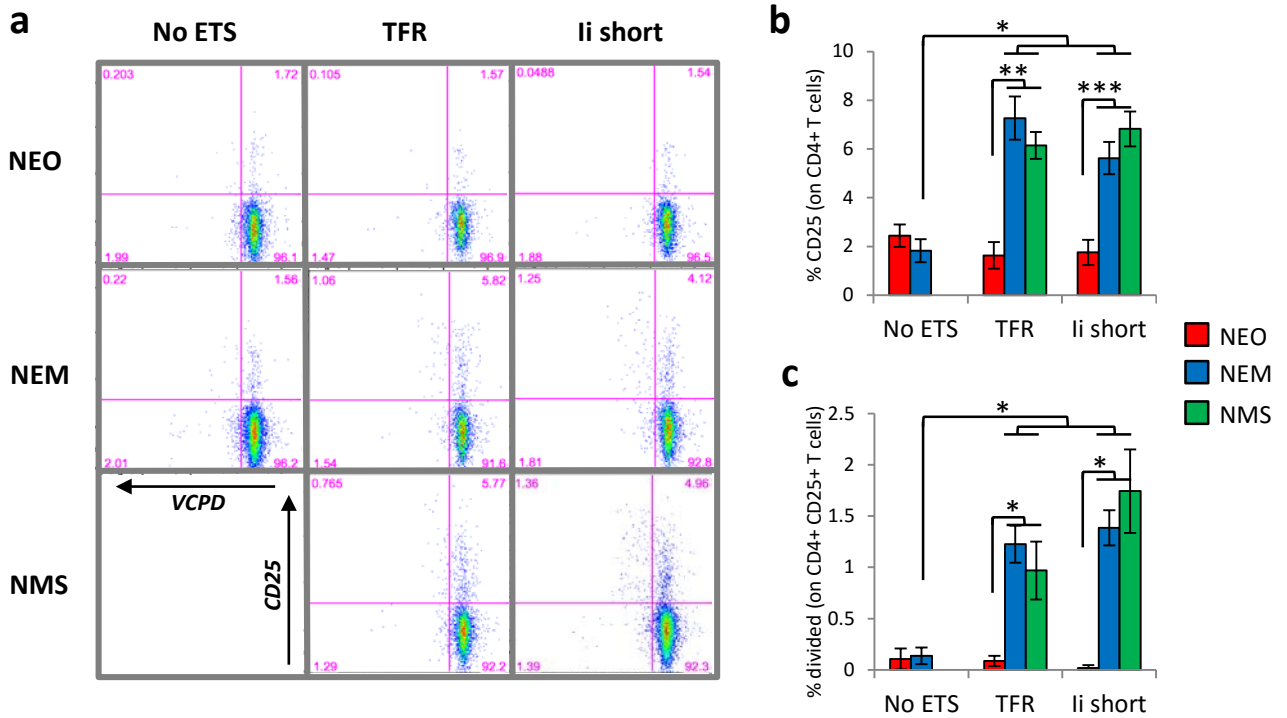 a
No ETS TFR Ii short
NEO
0.203 1.72 0.105 1.57 0.0488 1.54
1.99 96.1 1.47 96.9 1.88 96.5
NEM
0.22 1.56 1.06 5.82 1.25 4.12
2.01 96.2 1.54 91.6 1.81 92.8
NMS
VCPD
CD25
0.765 5.77 1.36 4.96
1.29 92.2 1.39 92.3
b
% CD25 (on CD4+ T cells)
10
8
6
4
2
0
*
**
***
No ETS TFR Ii short
NEO
NEM
NMS
c
% divided (on CD4+ CD25+ T cells)
2.5
2
1.5
1
0.5
0
*
*
*
No ETS TFR Ii short